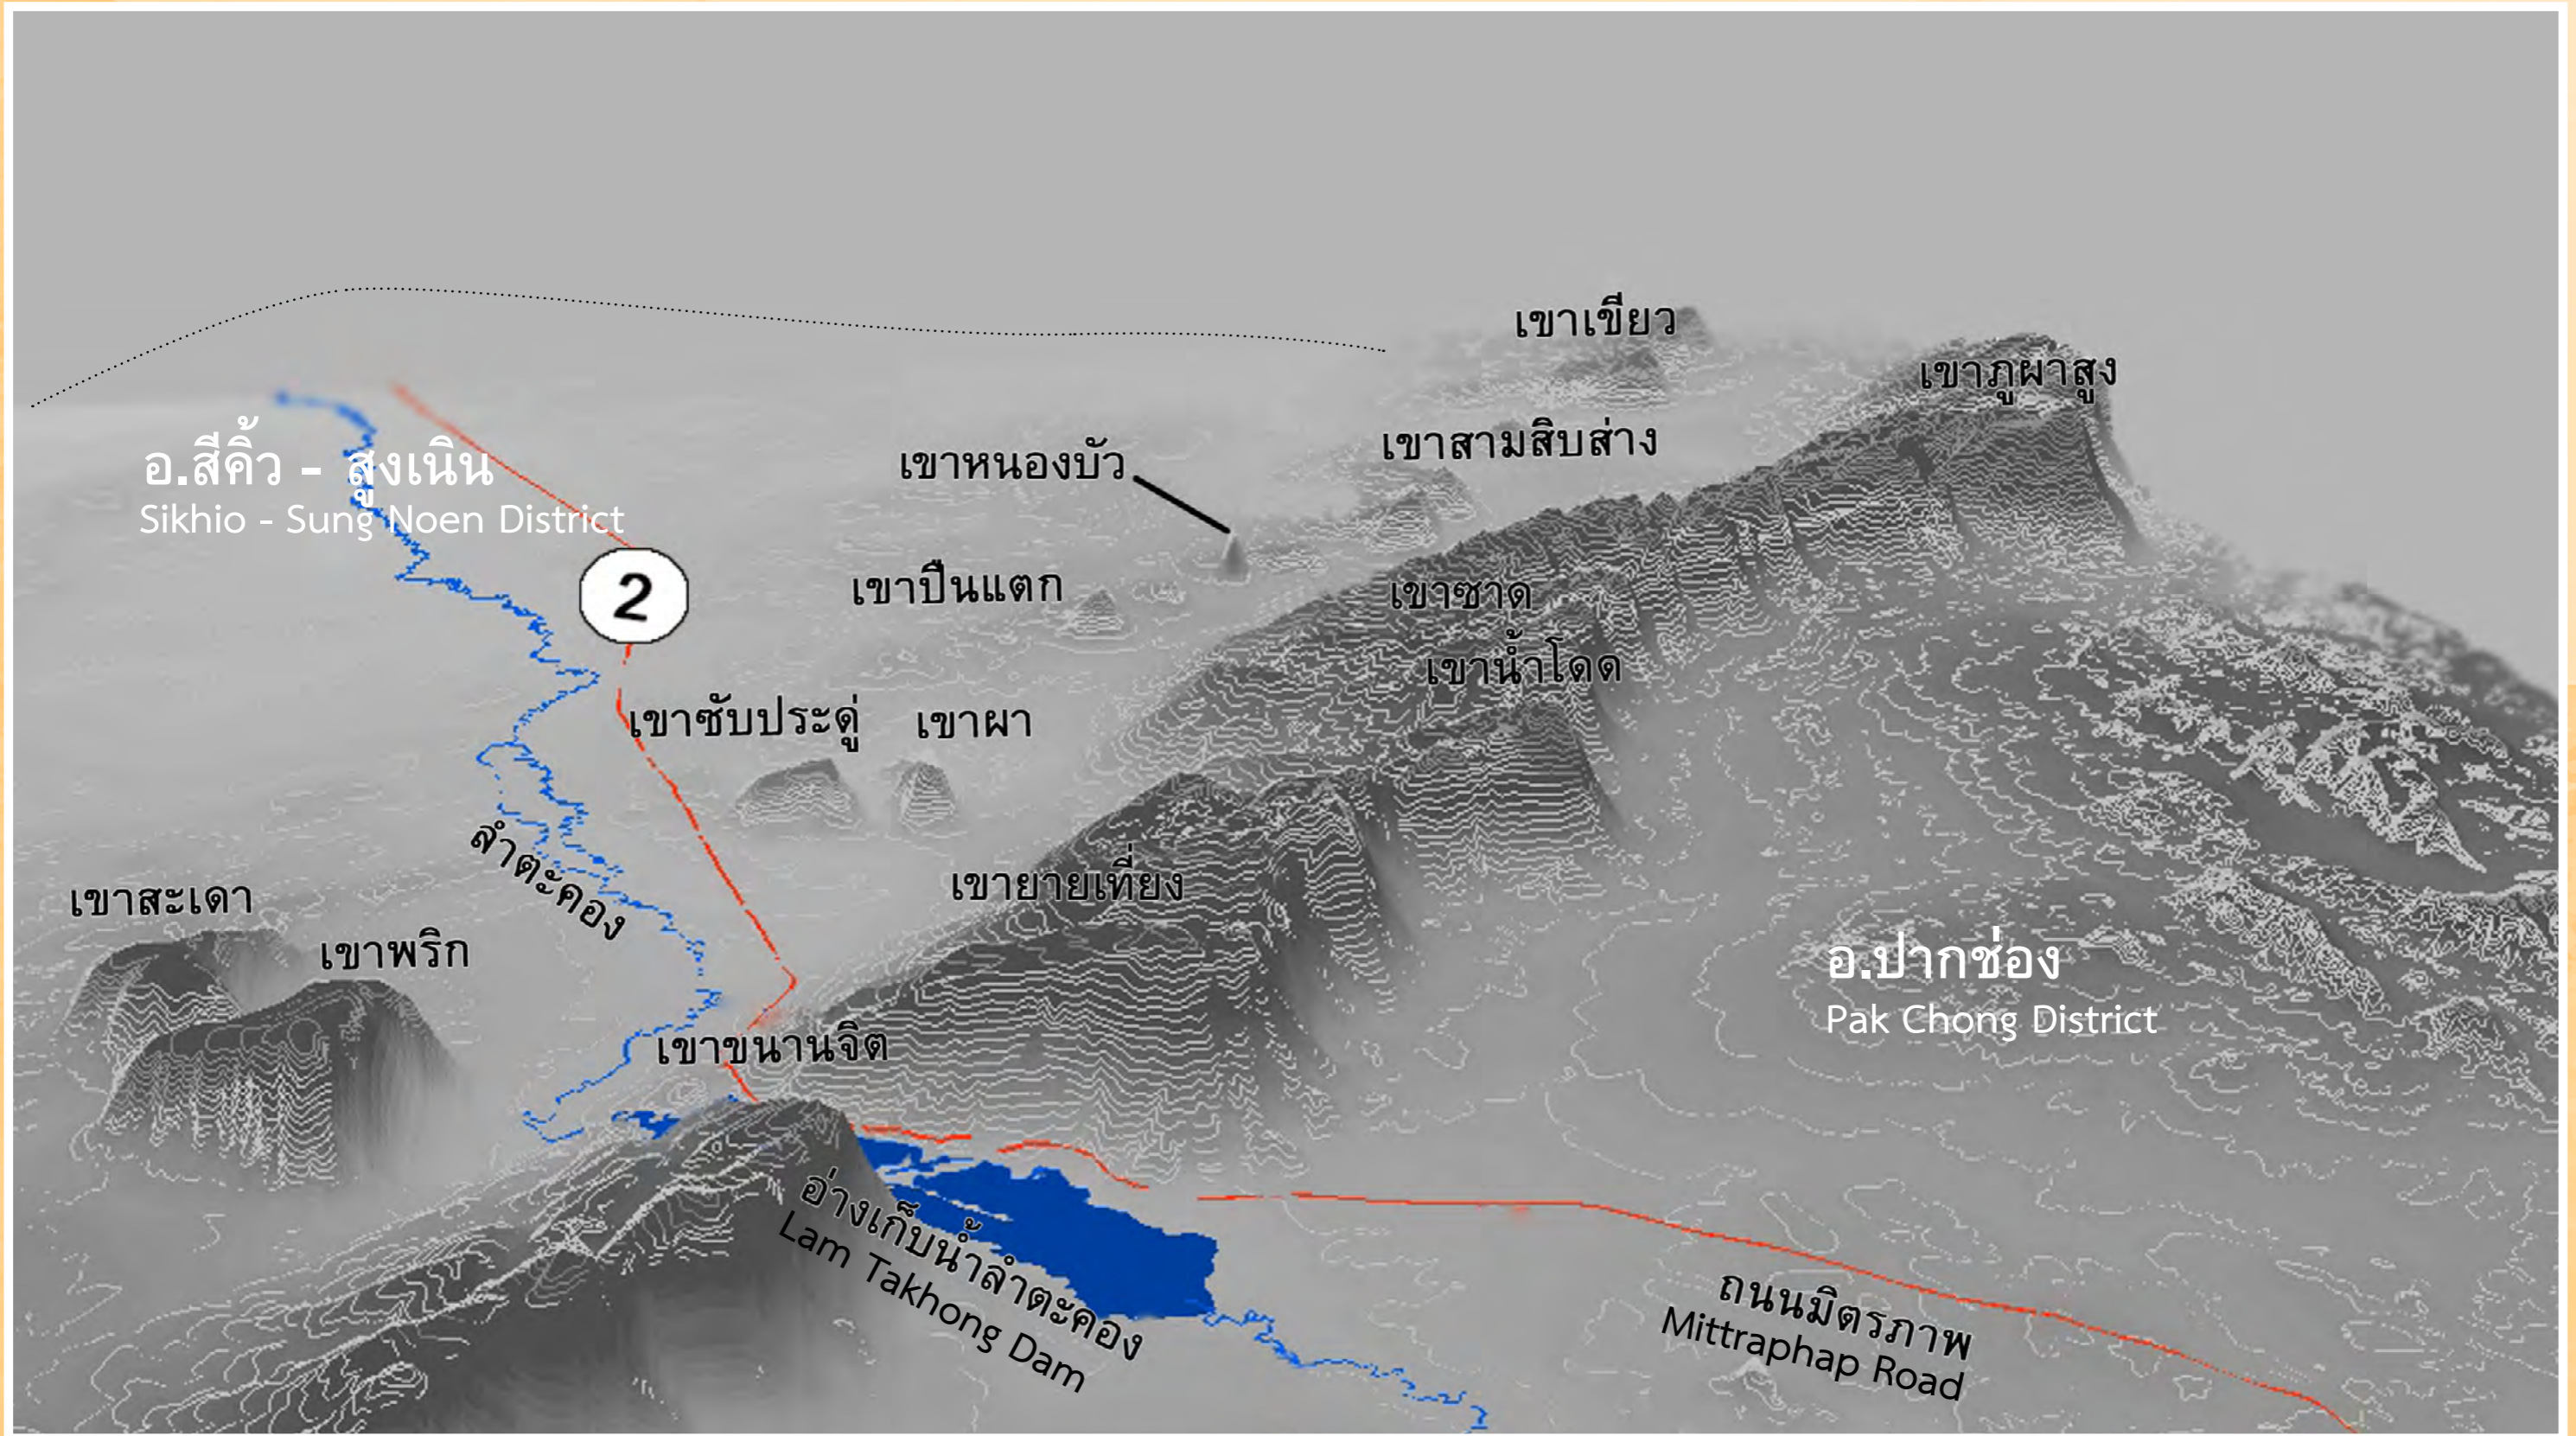 เขาเขียว
เขาภูผาสูง
เขาสามสิบส่าง
เขาหนองบัว
อ.สีคิ้ว - สูงเนิน
Sikhio - Sung Noen District
2
เขาปืนแตก
เขาซาด
เขาน้ำโดด
เขาซับประดู่
เขาผา
ลำตะคอง
เขายายเที่ยง
เขาสะเดา
เขาพริก
อ.ปากช่อง
Pak Chong District
เขาขนานจิต
อ่างเก็บน้ำลำตะคอง
Lam Takhong Dam
ถนนมิตรภาพ
Mittraphap Road